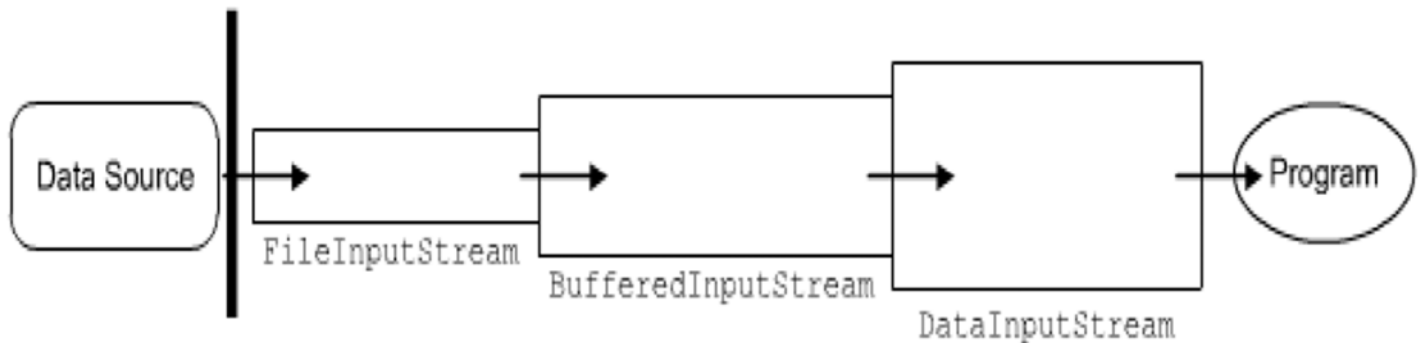 Data Source
FileInputStream
BufferedInputStream
DataInputStream
Program